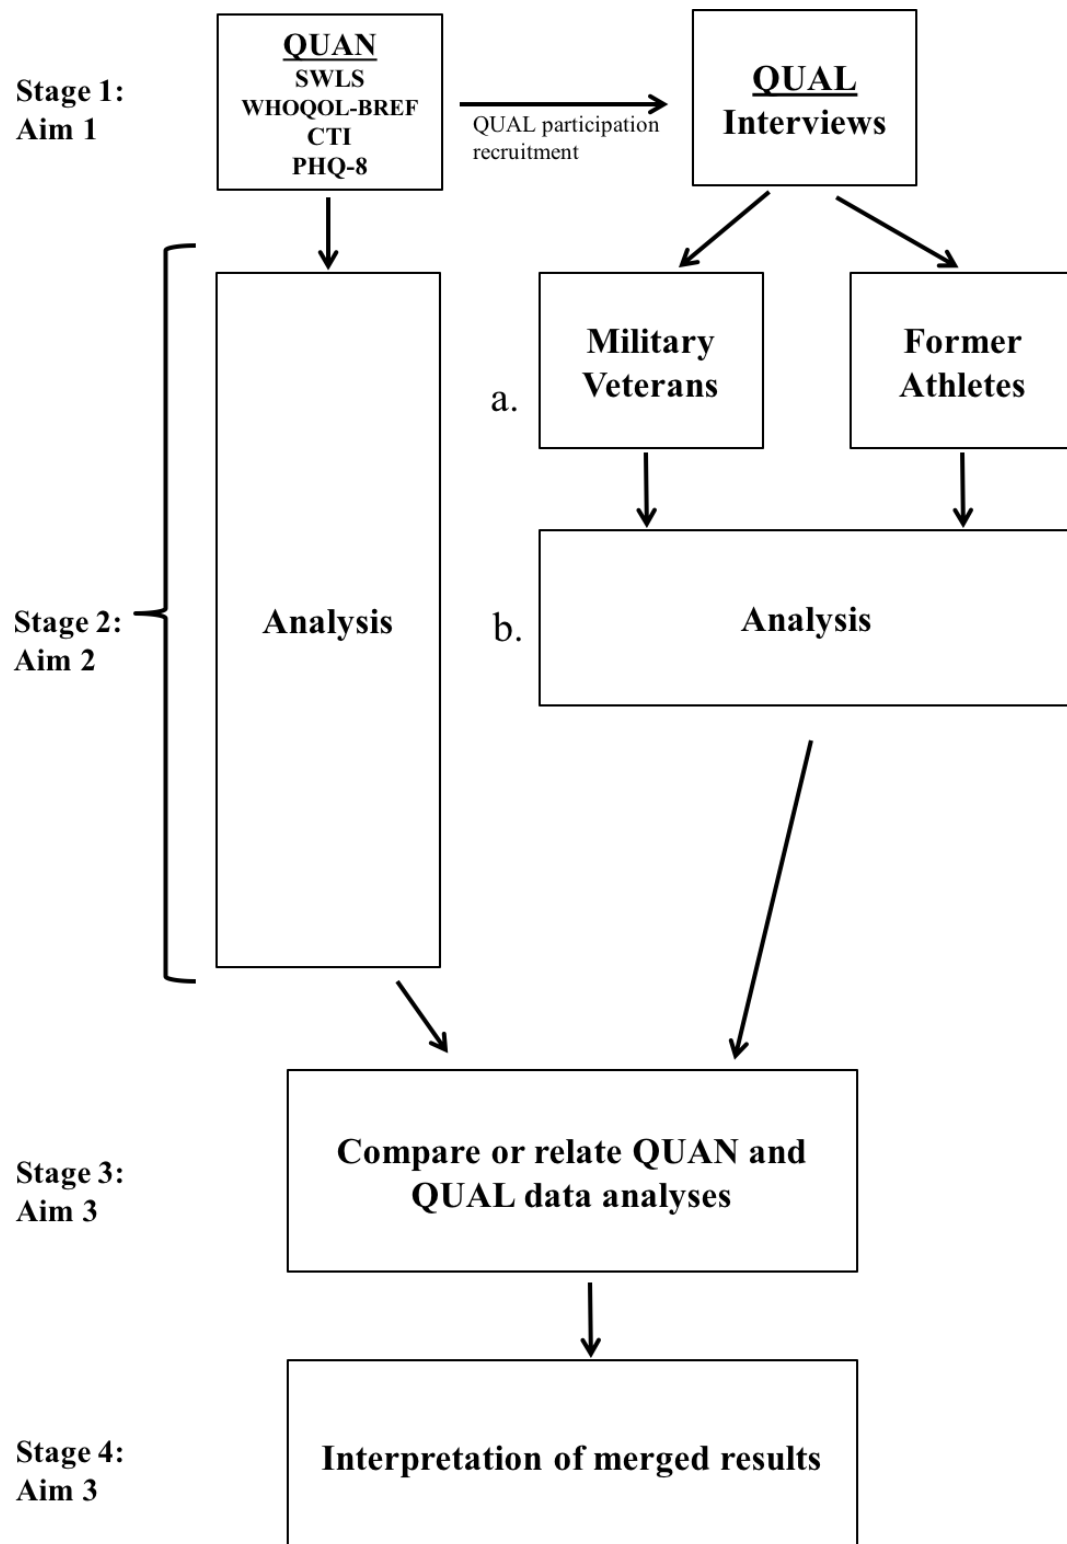 Stage 1:
Aim 1
QUAN
SWLS
WHOQOL-BREF
CTI
PHQ-8
QUAL participation
recruitment
QUAL
Interviews
Stage 2:
Aim 2
Analysis
a.
Military
Veterans
Former
Athletes
b.
Analysis
Stage 3:
Aim 3
Compare or relate QUAN and
QUAL data analyses
Stage 4:
Aim 3
Interpretation of merged results